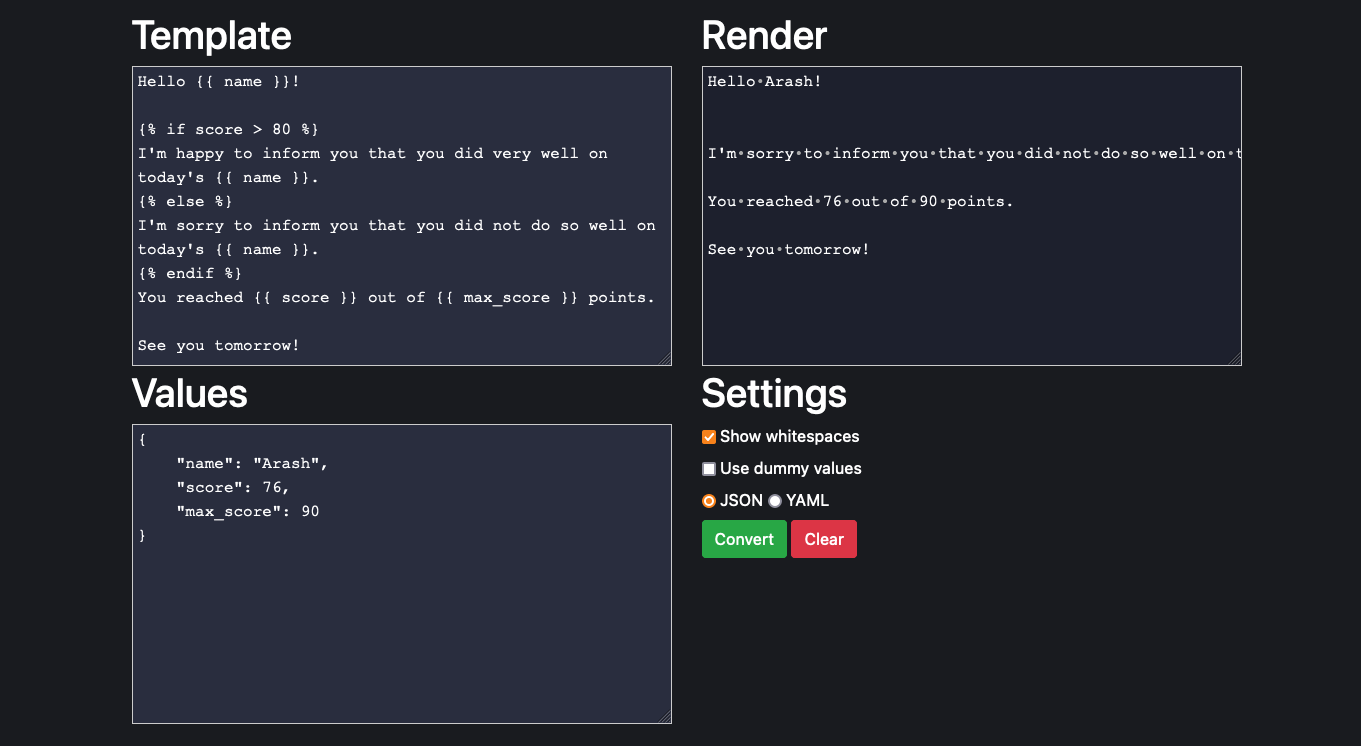 Template
Hello {{ name }}!
{% if score > 80 %}
I'm happy to inform you that you did very well on
today's {{ name }}.
{% else %}
I'm sorry to inform you that you did not do so well on
today's {{ name }}.
{% endif %}
You reached {{ score }} out of {{ max_score }} points.
See you tomorrow!
Render
Hello•Arash!
I'm•sorry•to•inform•you•that•you•did•not•do•so•well•on•t
You•reached•76•out•of•90•points.
See•you•tomorrow!
Values
{
    "name": "Arash",
    "score": 76,
    "max_score": 90
}
Settings
Show whitespaces
Use dummy values
JSON YAML
Convert Clear